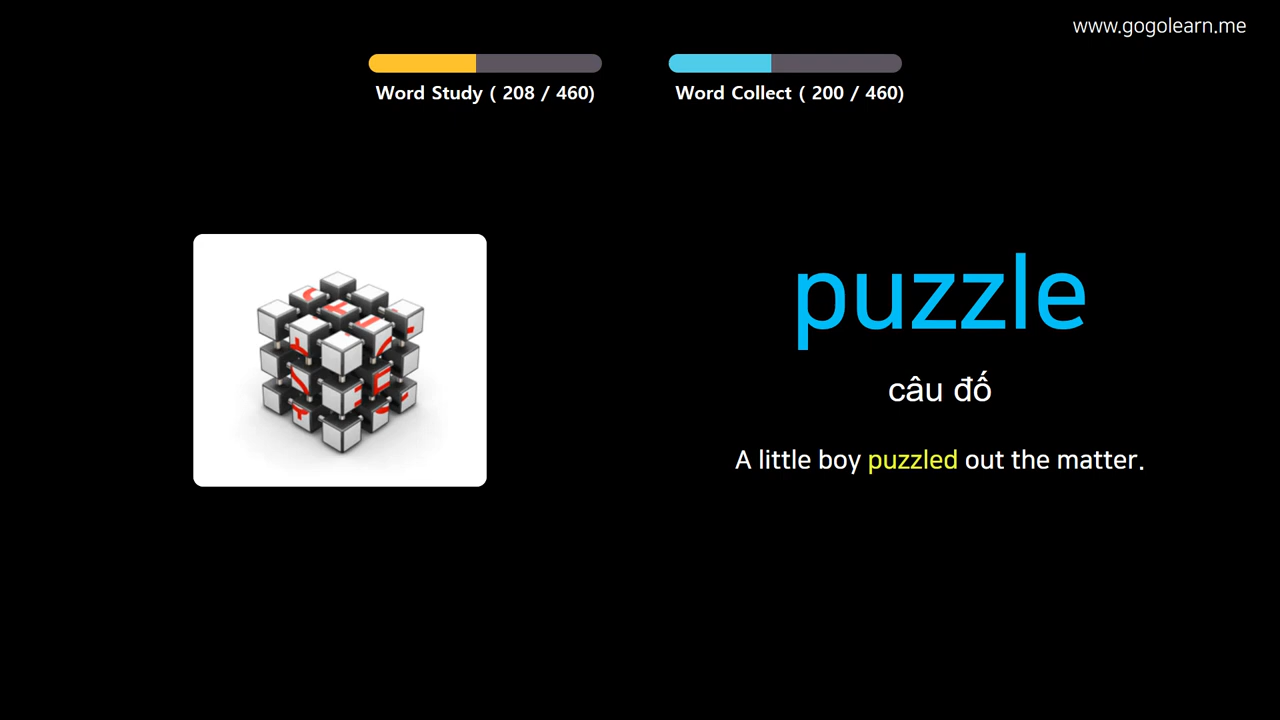 www.gogolearn.me
Word Study ( 208 / 460)
Word Collect ( 200 / 460)
puzzle
câu đố
A little boy puzzled out the matter.